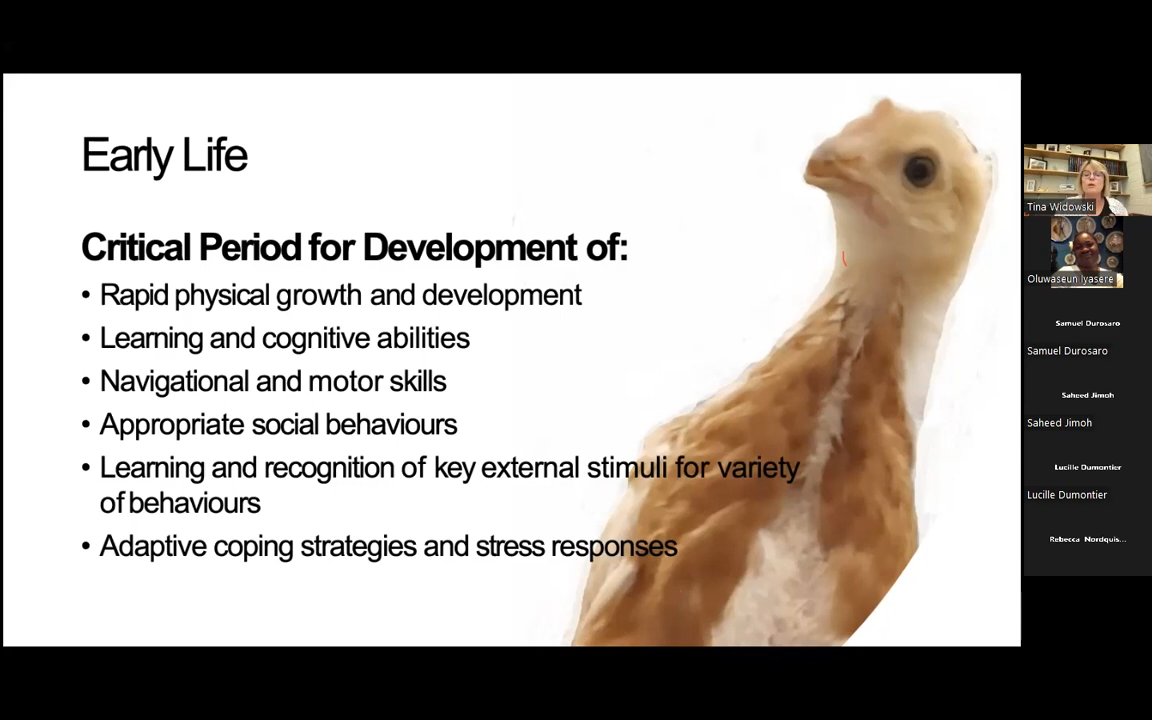 Early Life
Critical Period for Development of:
• Rapid physical growth and development
• Learning and cognitive abilities
• Navigational and motor skills
• Appropriate social behaviours
• Learning and recognition of key external stimuli for variety
of behaviours
• Adaptive coping strategies and stress responses
Tina Widowski
Oluwaseun Iyasere
Samuel Durosaro
Samuel Durosaro
Saheed Jimoh
Saheed Jimoh
Lucille Dumontier
Lucille Dumontier
Rebecca Nordquis...